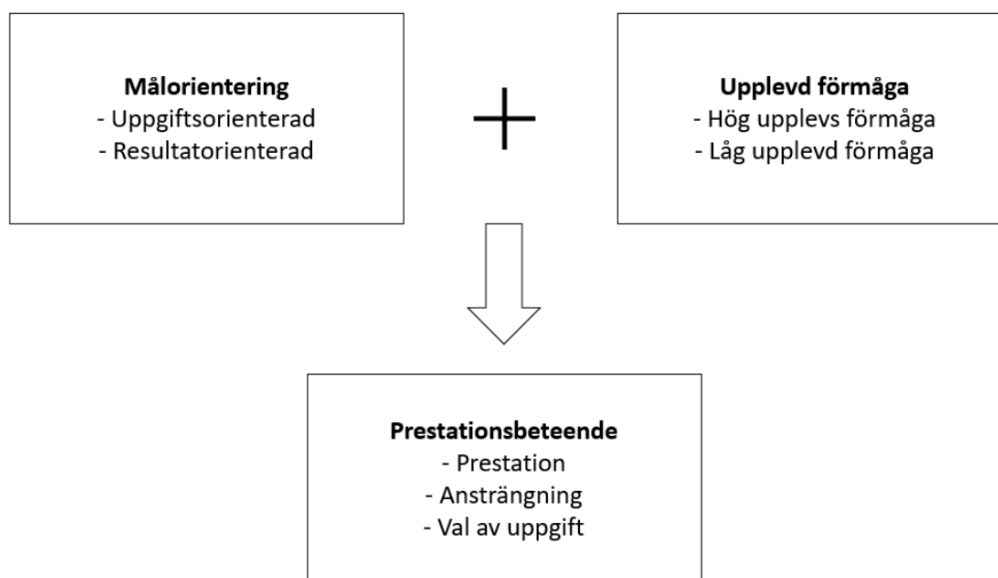 Målorientering
- Uppgiftsorienterad
- Resultatorienterad
+
Upplevd förmåga
- Hög upplevs förmåga
- Låg upplevd förmåga
Prestationsbeteende
- Prestation
- Ansträngning
- Val av uppgift